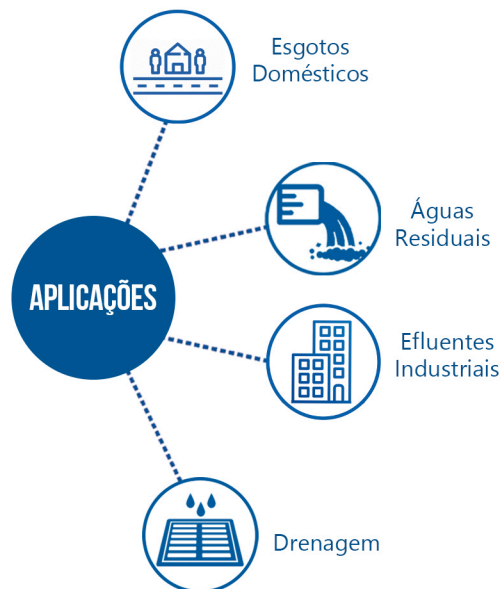 Esgotos
Domésticos
Águas
Residuais
APLICAÇÕES
Efluentes
Industriais
Drenagem